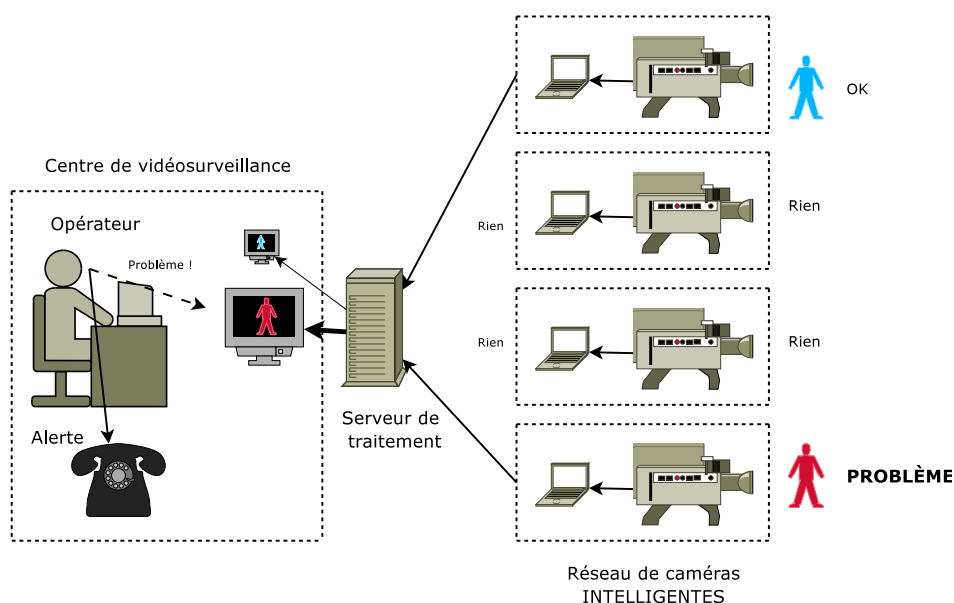 OK
Centre de vidéosurveillance
Opérateur
Problème !
Rien
Rien
Rien
Rien
Serveur de
traitement
Alerte
PROBLÈME
Réseau de caméras
INTELLIGENTES